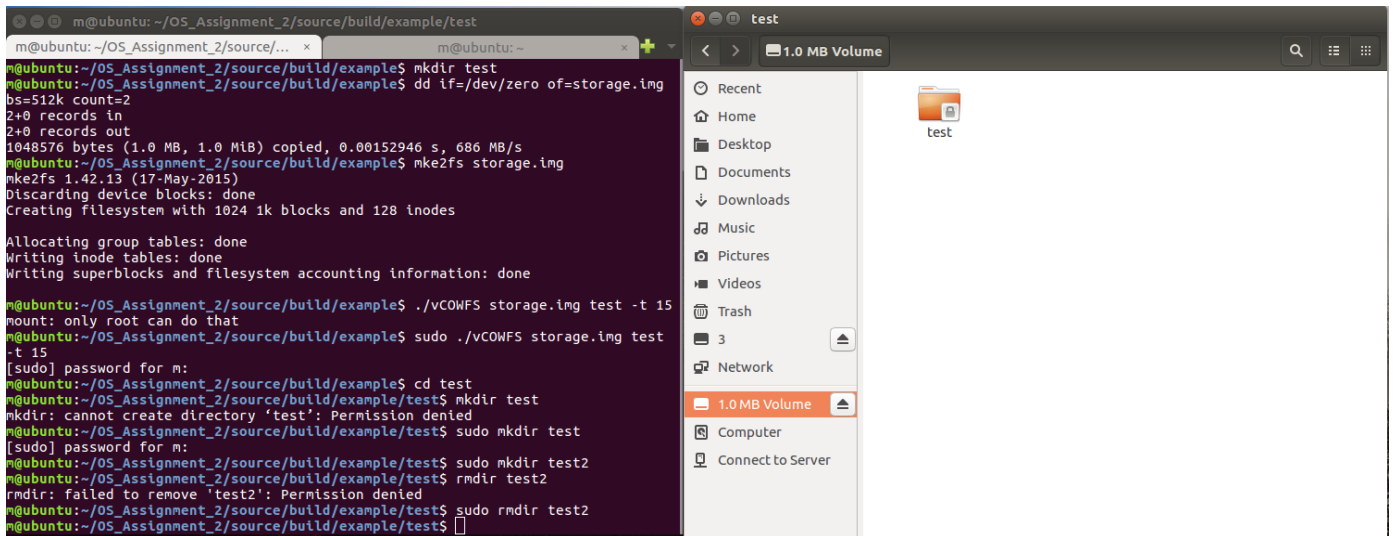 m@ubuntu: ~/OS_Assignment_2/source/build/example/test
m@ubuntu: ~/OS_Assignment_2/source/... ×
m@ubuntu: ~ ×
m@ubuntu:~/OS_Assignment_2/source/build/example$ mkdir test
m@ubuntu:~/OS_Assignment_2/source/build/example$ dd if=/dev/zero of=storage.img
bs=512k count=2
2+0 records in
2+0 records out
1048576 bytes (1.0 MB, 1.0 MiB) copied, 0.00152946 s, 686 MB/s
m@ubuntu:~/OS_Assignment_2/source/build/example$ mke2fs storage.img
mke2fs 1.42.13 (17-May-2015)
Discarding device blocks: done
Creating filesystem with 1024 1k blocks and 128 inodes
Allocating group tables: done
Writing inode tables: done
Writing superblocks and filesystem accounting information: done
m@ubuntu:~/OS_Assignment_2/source/build/example$ ./vCOWFS storage.img test -t 15
mount: only root can do that
m@ubuntu:~/OS_Assignment_2/source/build/example$ sudo ./vCOWFS storage.img test
-t 15
[sudo] password for m:
m@ubuntu:~/OS_Assignment_2/source/build/example$ cd test
m@ubuntu:~/OS_Assignment_2/source/build/example/test$ mkdir test
mkdir: cannot create directory ‘test’: Permission denied
m@ubuntu:~/OS_Assignment_2/source/build/example/test$ sudo mkdir test
[sudo] password for m:
m@ubuntu:~/OS_Assignment_2/source/build/example/test$ sudo mkdir test2
m@ubuntu:~/OS_Assignment_2/source/build/example/test$ rmdir test2
rmdir: failed to remove 'test2': Permission denied
m@ubuntu:~/OS_Assignment_2/source/build/example/test$ sudo rmdir test2
m@ubuntu:~/OS_Assignment_2/source/build/example/test$
test
1.0 MB Volume
Recent
Home
Desktop
Documents
Downloads
Music
Pictures
Videos
Trash
3
Network
1.0 MB Volume
Computer
Connect to Server
test